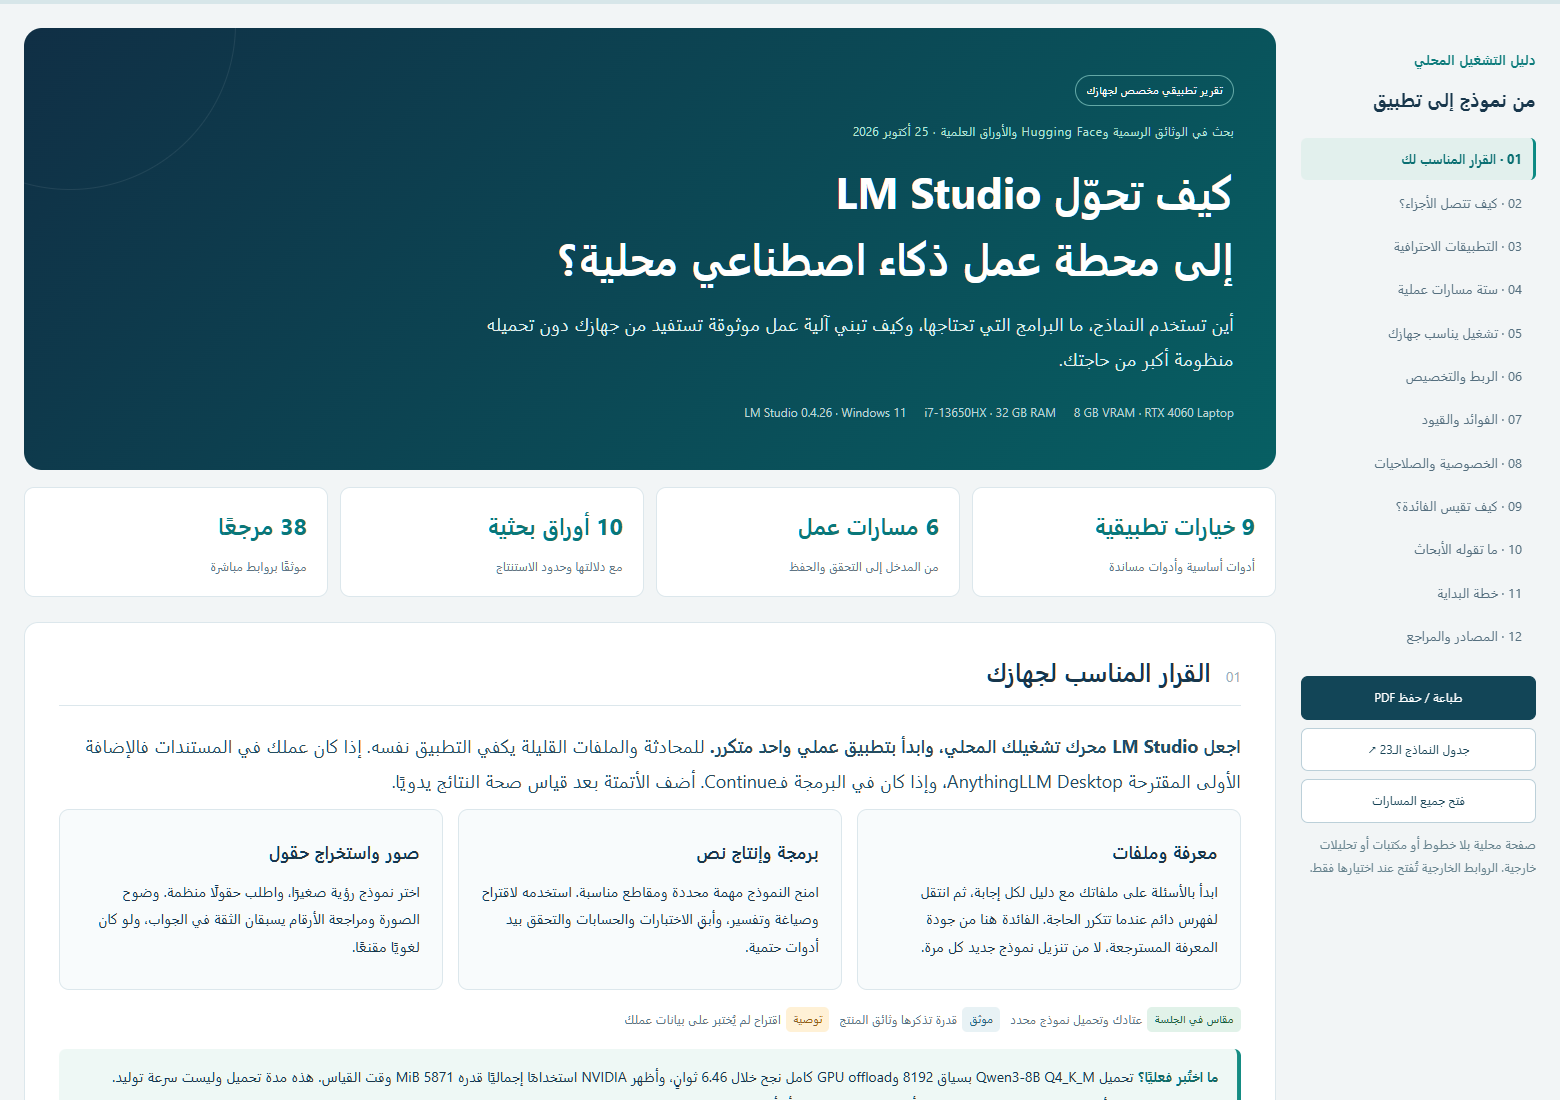 دليل التشغيل المحلي
من نموذج إلى تطبيق
01 · القرار المناسب لك
02 · كيف تتصل الأجزاء؟
03 · التطبيقات الاحترافية
04 · ستة مسارات عملية
05 · تشغيل يناسب جهازك
06 · الربط والتخصيص
07 · الفوائد والقيود
08 · الخصوصية والصلاحيات
09 · كيف تقيس الفائدة؟
10 · ما تقوله الأبحاث
11 · خطة البداية
12 · المصادر والمراجع
طباعة / حفظ PDF
جدول النماذج الـ23 ↗
فتح جميع المسارات
صفحة محلية بلا خطوط أو مكتبات أو تحليلات
خارجية. الروابط الخارجية تُفتح عند اختيارها فقط.
تقرير تطبيقي مخصص لجهازك
بحث في الوثائق الرسمية وHugging Face والأوراق العلمية · 25 أكتوبر 2026
كيف تحوّل LM Studio
إلى محطة عمل ذكاء اصطناعي محلية؟
أين تستخدم النماذج، ما البرامج التي تحتاجها، وكيف تبني آلية عمل موثوقة تستفيد من جهازك دون تحميله
منظومة أكبر من حاجتك.
8 GB VRAM · RTX 4060 Laptop i7-13650HX · 32 GB RAM LM Studio 0.4.26 · Windows 11
9 خيارات تطبيقية
أدوات أساسية وأدوات مساندة
6 مسارات عمل
من المدخل إلى التحقق والحفظ
10 أوراق بحثية
مع دلالتها وحدود الاستنتاج
38 مرجعًا
موثقًا بروابط مباشرة
01 القرار المناسب لجهازك
اجعل LM Studio محرك تشغيلك المحلي، وابدأ بتطبيق عملي واحد متكرر. للمحادثة والملفات القليلة يكفي التطبيق نفسه. إذا كان عملك في المستندات فالإضافة
الأولى المقترحة AnythingLLM Desktop، وإذا كان في البرمجة فـContinue. أضف الأتمتة بعد قياس صحة النتائج يدويًا.
معرفة وملفات
ابدأ بالأسئلة على ملفاتك مع دليل لكل إجابة، ثم انتقل
لفهرس دائم عندما تتكرر الحاجة. الفائدة هنا من جودة
المعرفة المسترجعة، لا من تنزيل نموذج جديد كل مرة.
برمجة وإنتاج نص
امنح النموذج مهمة محددة ومقاطع مناسبة. استخدمه لاقتراح
وصياغة وتفسير، وأبقِ الاختبارات والحسابات والتحقق بيد
أدوات حتمية.
صور واستخراج حقول
اختر نموذج رؤية صغيرًا، واطلب حقولًا منظمة. وضوح
الصورة ومراجعة الأرقام يسبقان الثقة في الجواب، ولو كان
لغويًا مقنعًا.
مقاس في الجلسة عتادك وتحميل نموذج محدد موثق قدرة تذكرها وثائق المنتج توصية اقتراح لم يُختبر على بيانات عملك
ما اختُبر فعليًا؟ تحميل Qwen3-8B Q4_K_M بسياق 8192 وGPU offload كامل نجح خلال 6.46 ثوانٍ، وأظهر NVIDIA استخدامًا إجماليًا قدره 5871 MiB وقت القياس. هذه مدة تحميل وليست سرعة توليد.